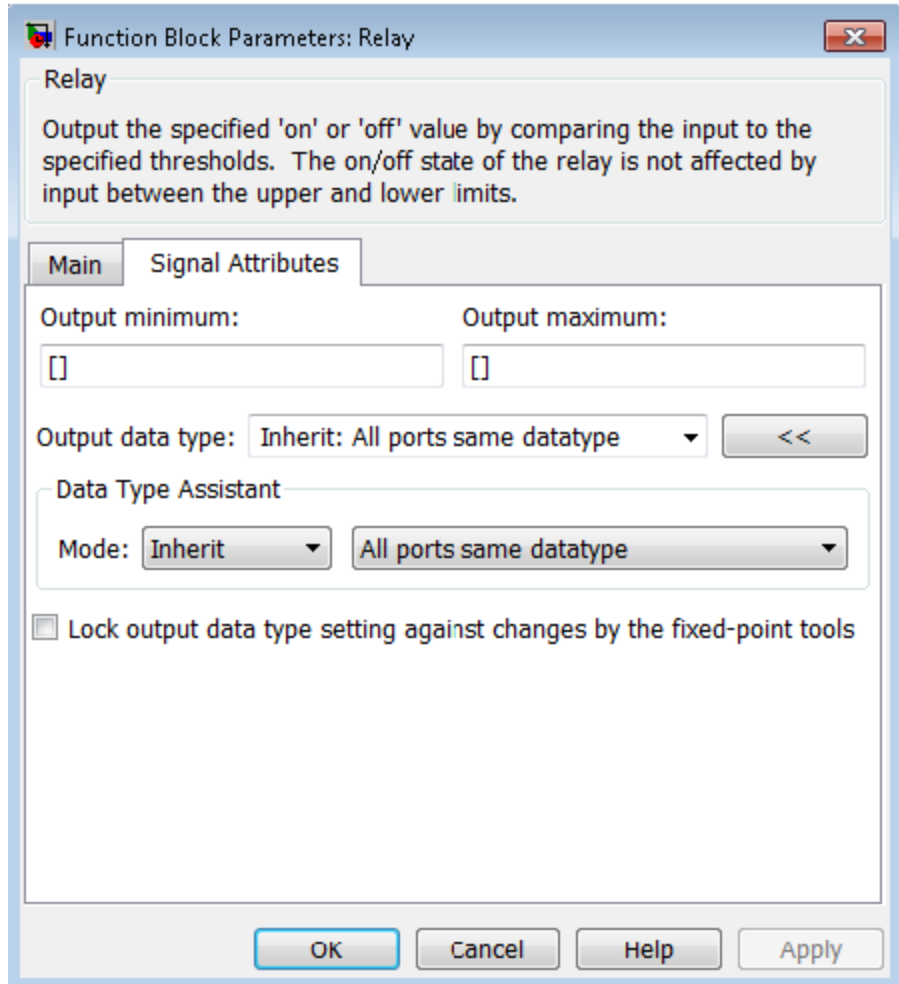 Function Block Parameters: Relay
Relay
Output the specified 'on' or 'off' value by comparing the input to the
specified thresholds.  The on/off state of the relay is not affected by
input between the upper and lower limits.
Main Signal Attributes
Output minimum: Output maximum:
[] []
Output data type: Inherit: All ports same datatype <<
Data Type Assistant
Mode: Inherit All ports same datatype
Lock output data type setting against changes by the fixed-point tools
OK Cancel Help Apply